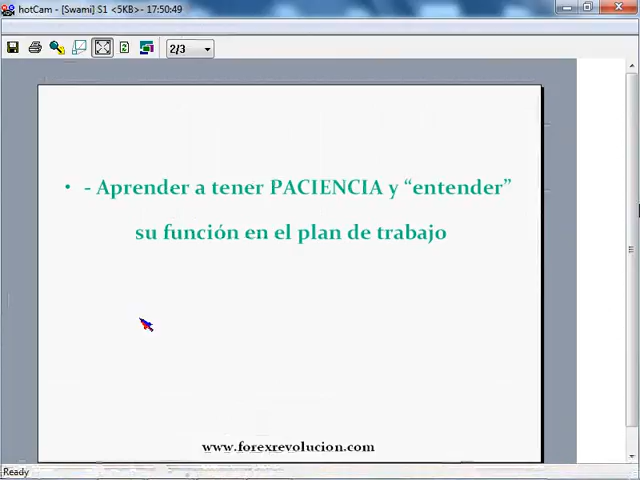 hotCam - [Swami] S1 <5KB> - 17:50:49
2/3
• - Aprender a tener PACIENCIA y “entender”
su función en el plan de trabajo
www.forexrevolucion.com
Ready